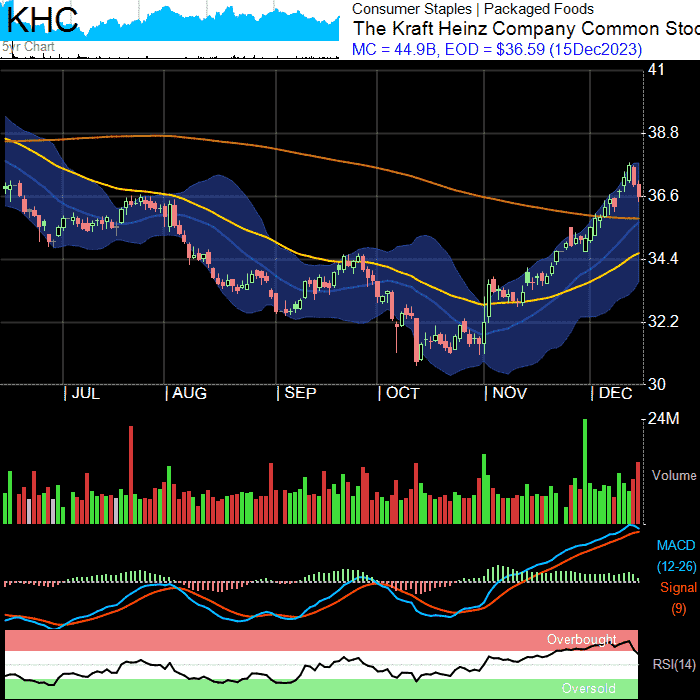 KHC
5yr Chart
Consumer Staples | Packaged Foods
The Kraft Heinz Company Common Stoc
MC = 44.9B, EOD = $36.59 (15Dec2023)
41
38.8
36.6
34.4
32.2
30
| JUL | AUG | SEP | OCT | NOV | DEC
24M
Volume
MACD
(12-26)
Signal
(9)
Overbought
RSI(14)
Oversold